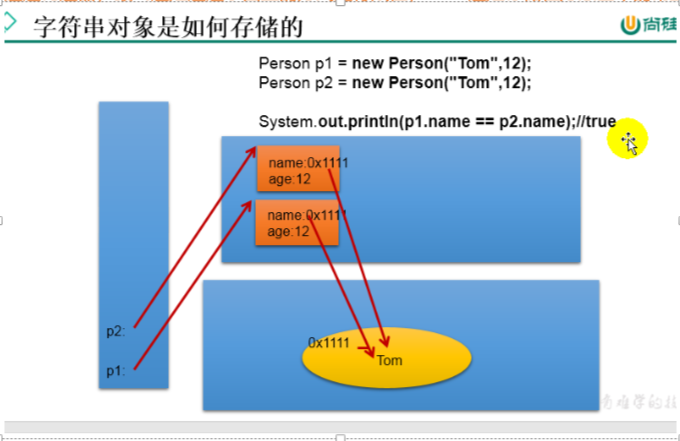 字符串对象是如何存储的
尚硅
Person p1 = new Person("Tom",12);
Person p2 = new Person("Tom",12);
System.out.println(p1.name == p2.name);//true
name:0x1111
age:12
name:0x1111
age:12
p2:
p1:
0x1111
Tom